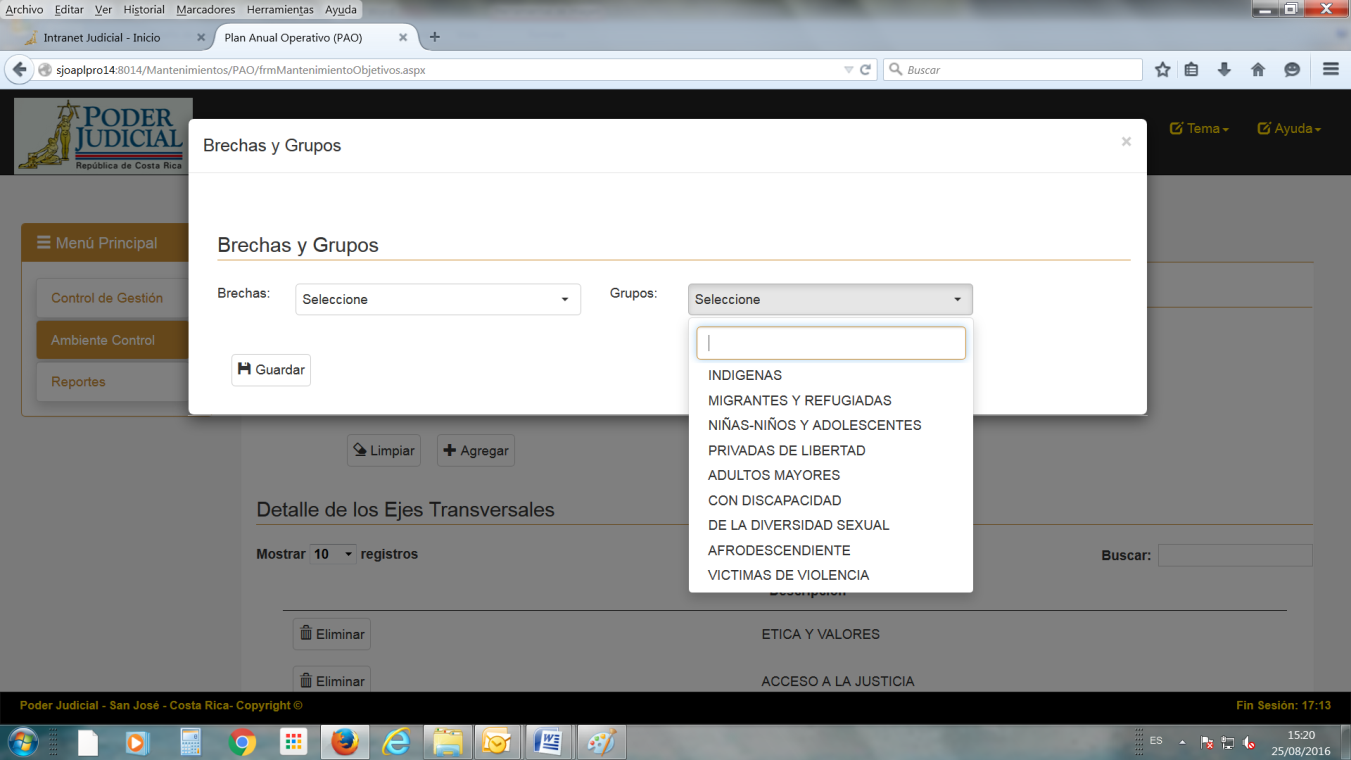 Archivo Editar Ver Historial Marcadores Herramientas Ayuda
Intranet Judicial - Inicio × Plan Anual Operativo (PAO) × +
sjoaplpro14:8014/Mantenimientos/PAO/frmMantenimientoObjetivos.aspx Buscar
PODER
JUDICIAL
República de Costa Rica
Tema Ayuda
Brechas y Grupos ×
Menú Principal
Control de Gestión
Ambiente Control
Reportes
Brechas y Grupos
Brechas: Seleccione Grupos: Seleccione
Guardar
INDIGENAS
MIGRANTES Y REFUGIADAS
NIÑAS-NIÑOS Y ADOLESCENTES
PRIVADAS DE LIBERTAD
ADULTOS MAYORES
CON DISCAPACIDAD
DE LA DIVERSIDAD SEXUAL
AFRODESCENDIENTE
VICTIMAS DE VIOLENCIA
Limpiar Agregar
Detalle de los Ejes Transversales
Mostrar 10 registros Buscar:
Descripción
Eliminar ETICA Y VALORES
Eliminar ACCESO A LA JUSTICIA
Poder Judicial - San José - Costa Rica- Copyright © Fin Sesión: 17:13
ES 15:20
25/08/2016